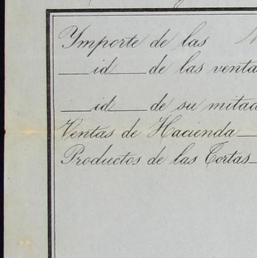 Importe de las
id de las venta
id de su mitad
Ventas de Hacienda
Productos de las Tortas